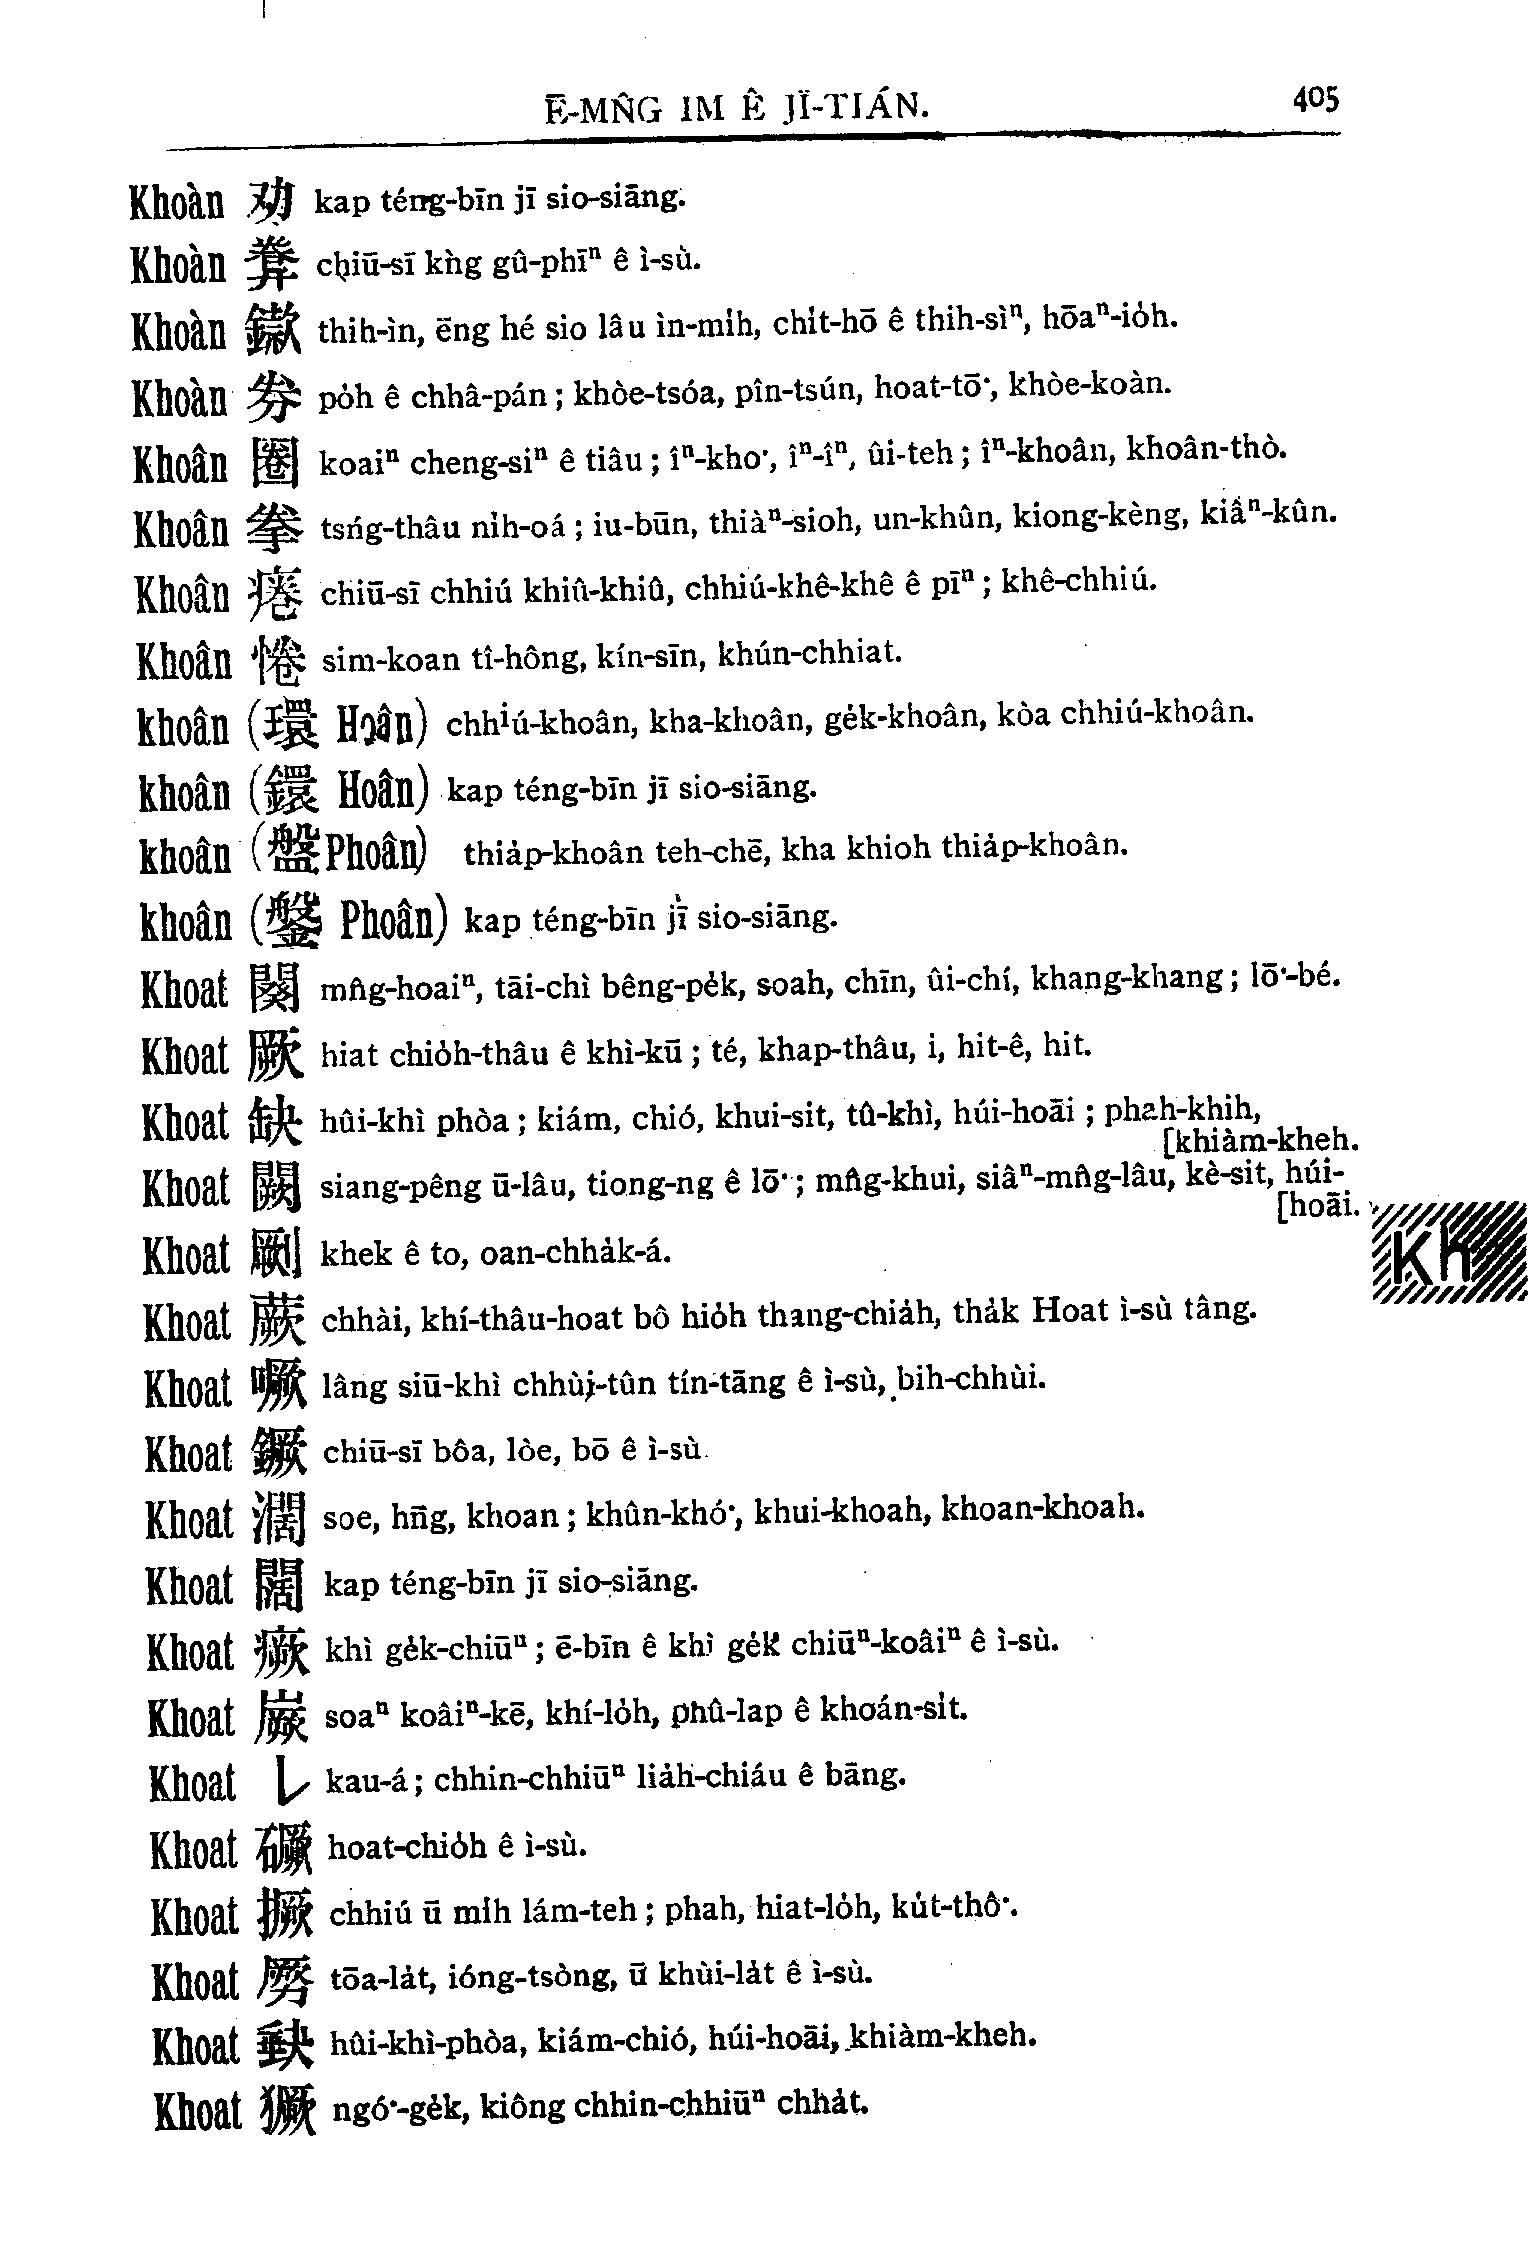 Ē-MN̂G IM Ê JĪ-TIÁN. 405
Khoàn 劝 kap téng-bīn jī sio-siāng.
Khoàn 牶 chiū-sī kǹg gû-phīⁿ ê ì-sù.
Khoàn 鑧 thih-ìn, ēng hé sio lâu ìn-mi̍h, chi̍t-hō ê thih-sìⁿ, hōaⁿ-io̍h.
Khoàn 券 po̍h ê chhâ-pán; khòe-tsóa, pîn-tsún, hoat-tō͘, khòe-koàn.
Khoân 圈 koaiⁿ cheng-siⁿ ê tiâu; îⁿ-kho͘, îⁿ-îⁿ, ûi-teh; îⁿ-khoân, khoân-thò.
Khoân 拳 tsńg-thâu ni̍h-oá; iu-būn, thiàⁿ-sioh, un-khûn, kiong-kèng, kiâⁿ-kûn.
Khoân 痯 chiū-sī chhiú khiû-khiû, chhiú-khê-khê ê pīⁿ; khê-chhiú.
Khoân 惓 sim-koan tî-hông, kín-sīn, khún-chhiat.
khoân (環 Hoân) chhiú-khoân, kha-khoân, ge̍k-khoân, kòa chhiú-khoân.
khoân (鐶 Hoân) kap téng-bīn jī sio-siāng.
khoân (盤 Phoân) thia̍p-khoân teh-chē, kha khioh thia̍p-khoân.
khoân (鎜 Phoân) kap téng-bīn jī sio-siāng.
Khoat 闋 mn̂g-hoaiⁿ, tāi-chì bêng-pe̍k, soah, chīn, ûi-chí, khang-khang; lō͘-bé.
Khoat 厥 hiat chio̍h-thâu ê khì-kū; té, khap-thâu, i, hit-ê, hit.
Khoat 缺 hûi-khì phòa; kiám, chió, khui-sit, tû-khì, húi-hoāi; phah-khih,
[khiàm-kheh.
Khoat 闕 siang-pêng ū-lâu, tiong-ng ê lō͘; mn̂g-khui, siâⁿ-mn̂g-lâu, kè-sit, húi-
[hoāi.
Khoat 劂 khek ê to, oan-chha̍k-á.
Khoat 蕨 chhài, khí-thâu-hoat bô hio̍h thang-chia̍h, tha̍k Hoat ì-sù tâng.
Khoat 噘 lâng siū-khì chhùi-tûn tín-tāng ê ì-sù, bih-chhùi.
Khoat 鐝 chiū-sī bôa, lòe, bō ê ì-sù.
Khoat 濶 soe, hn̄g, khoan; khûn-khó͘, khui-khoah, khoan-khoah.
Khoat 闊 kap téng-bīn jī sio-siāng.
Khoat 瘚 khì ge̍k-chiūⁿ; ē-bīn ê khì ge̍k chiūⁿ-koâiⁿ ê ì-sù.
Khoat 嶡 soaⁿ koâiⁿ-kē, khí-lo̍h, phû-lap ê khoán-si̍t.
Khoat 𠄌 kau-á; chhin-chhiūⁿ lia̍h-chiáu ê bāng.
Khoat 磩 hoat-chio̍h ê ì-sù.
Khoat 撅 chhiú ū mi̍h lám-teh; phah, hiat-lo̍h, ku̍t-thô͘.
Khoat 𠢤 tōa-la̍t, ióng-tsòng, ū khùi-la̍t ê ì-sù.
Khoat 𡙇 hûi-khì-phòa, kiám-chió, húi-hoāi, khiàm-kheh.
Khoat 獗 ngó͘-ge̍k, kiông chhin-chhiūⁿ chha̍t.
Kh